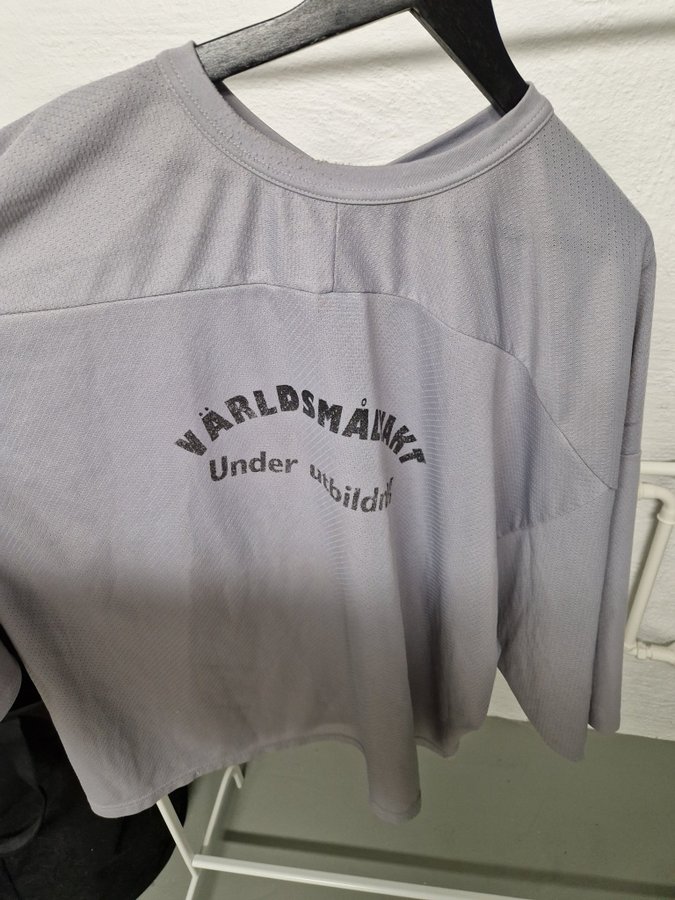 VÄRLDSMÅLVAKT
Under utbildning